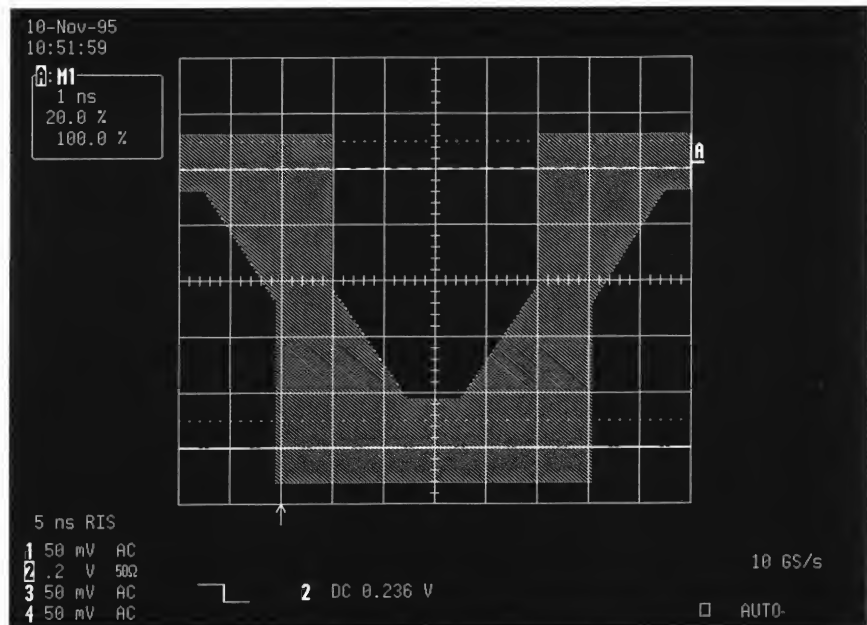 10-Nov-95
10:51:59
A:M1
1 ns
20.0 %
100.0 %
A
5 ns RIS
1 50 mV AC
2 .2 V 50Ω
3 50 mV AC
4 50 mV AC
2 DC 0.236 V
10 GS/s
□ AUTO